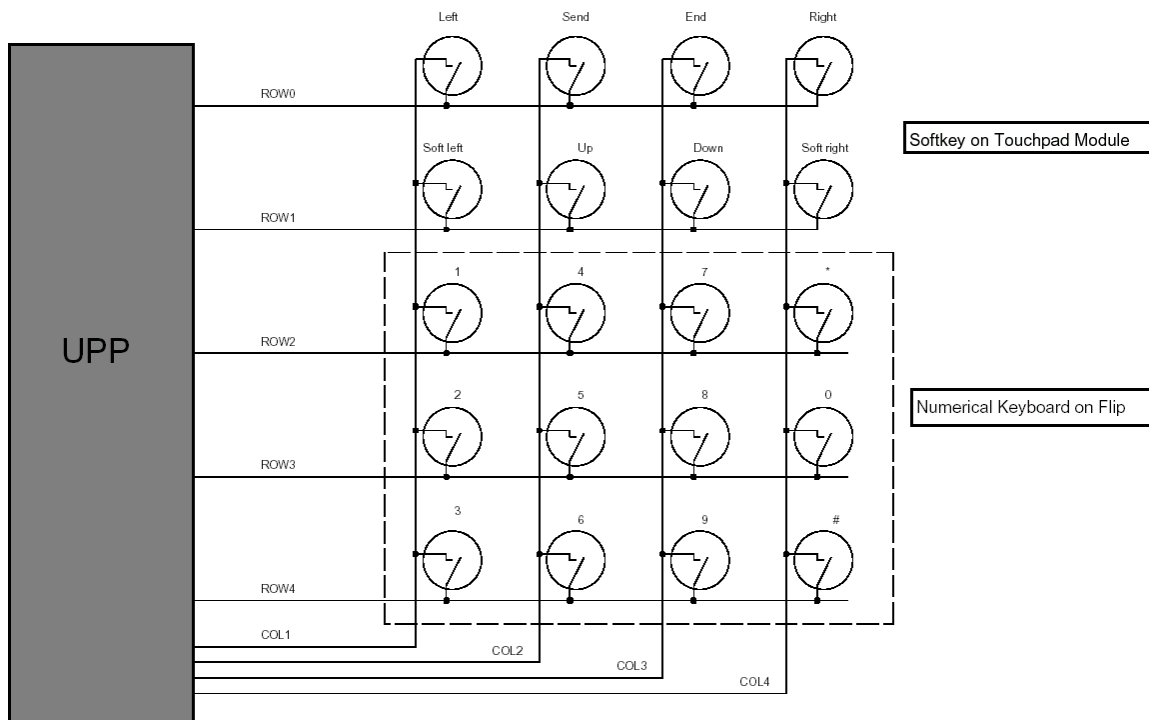 Left Send End Right
ROW0
Softkey on Touchpad Module
Soft left Up Down Soft right
ROW1
1 4 7 *
ROW2
UPP
2 5 8 0
Numerical Keyboard on Flip
ROW3
3 6 9 #
ROW4
COL1
COL2
COL3
COL4